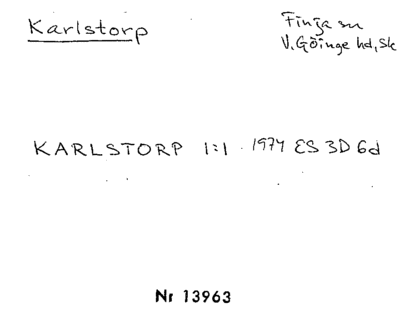 Karlstorp
Finja sn
V. Göinge hd, Sk
KARLSTORP 1:1 1974 ES 3D 6d
Nr 13963